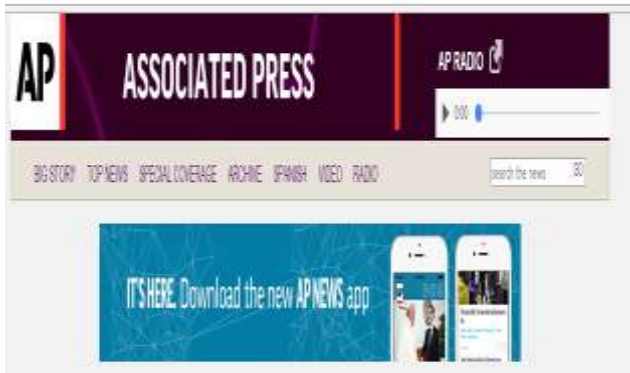 AP
ASSOCIATED PRESS
AP RADIO
0:00
BIG STORY TOP NEWS SPECIAL COVERAGE ARCHIVE SPANISH VIDEO RADIO
search the news GO
IT'S HERE. Download the new AP NEWS app